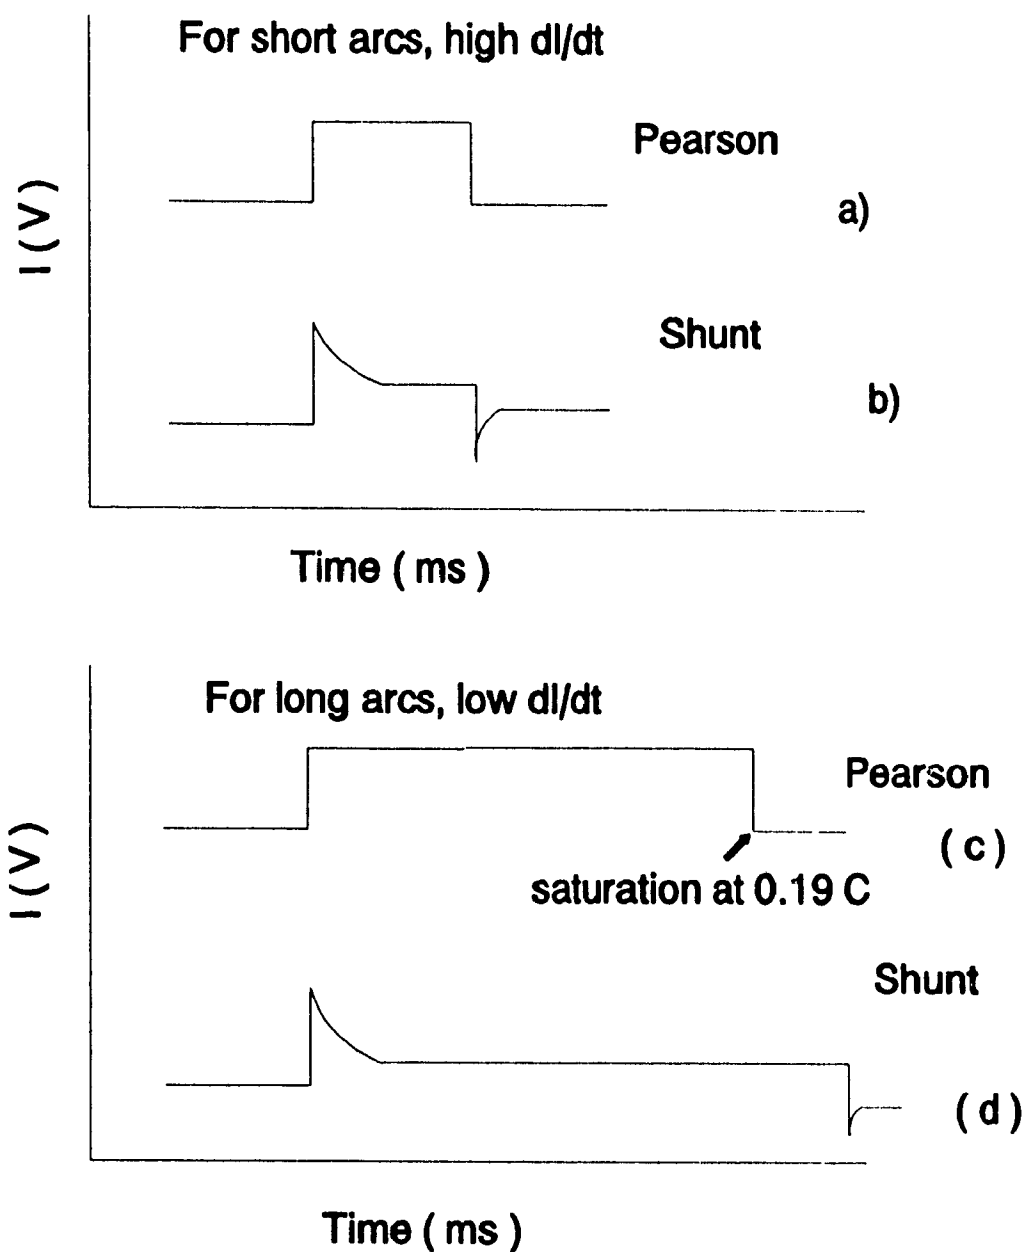 For short arcs, high dI/dt
Pearson
a)
I ( V )
Shunt
b)
Time ( ms )
For long arcs, low dI/dt
Pearson
( c )
I ( V )
saturation at 0.19 C
Shunt
( d )
Time ( ms )